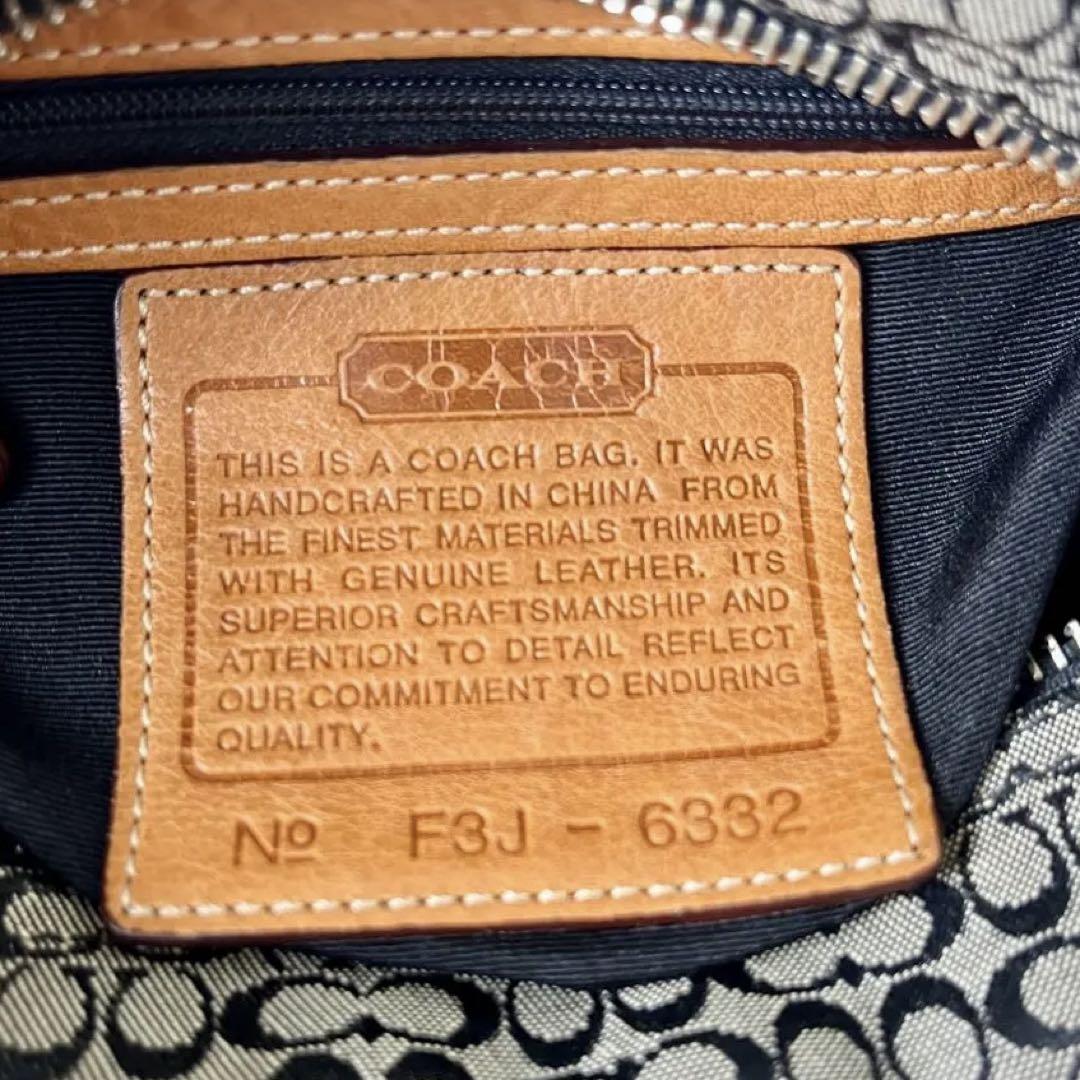 COACH
THIS IS A COACH BAG. IT WAS
HANDCRAFTED IN CHINA FROM
THE FINEST MATERIALS TRIMMED
WITH GENUINE LEATHER. ITS
SUPERIOR CRAFTSMANSHIP AND
ATTENTION TO DETAIL REFLECT
OUR COMMITMENT TO ENDURING
QUALITY.
Nº F3J - 6332